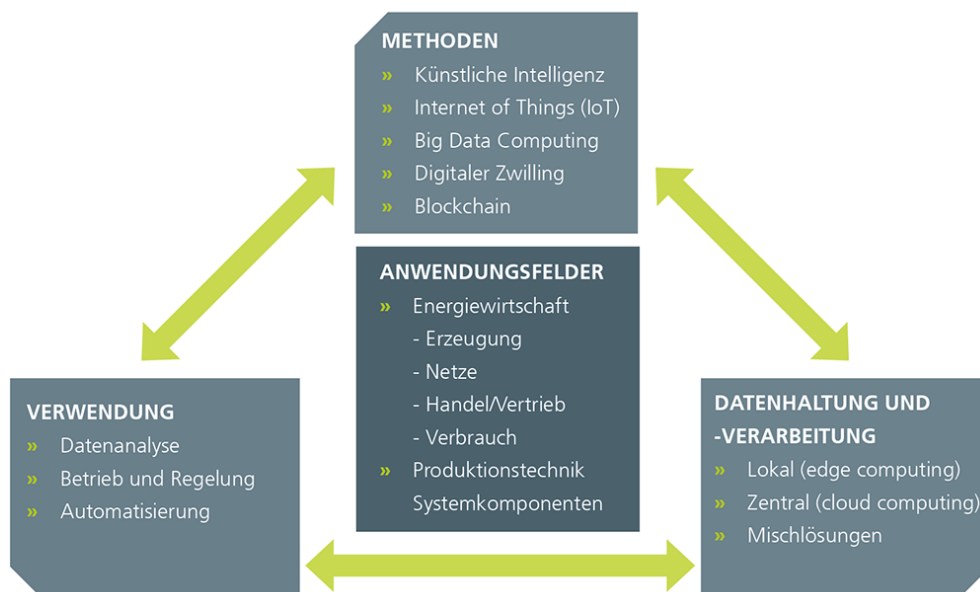 METHODEN
» Künstliche Intelligenz
» Internet of Things (IoT)
» Big Data Computing
» Digitaler Zwilling
» Blockchain
ANWENDUNGSFELDER
» Energiewirtschaft
- Erzeugung
- Netze
- Handel/Vertrieb
- Verbrauch
» Produktionstechnik
Systemkomponenten
VERWENDUNG
» Datenanalyse
» Betrieb und Regelung
» Automatisierung
DATENHALTUNG UND
-VERARBEITUNG
» Lokal (edge computing)
» Zentral (cloud computing)
» Mischlösungen